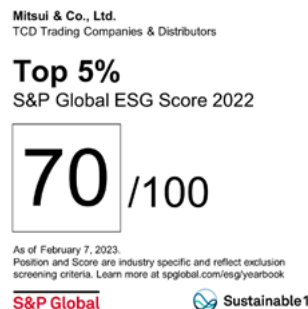 Mitsui & Co., Ltd.
TCD Trading Companies & Distributors
Top 5%
S&P Global ESG Score 2022
70 /100
As of February 7, 2023.
Position and Score are industry specific and reflect exclusion
screening criteria. Learn more at spglobal.com/esg/yearbook
S&P Global Sustainable1